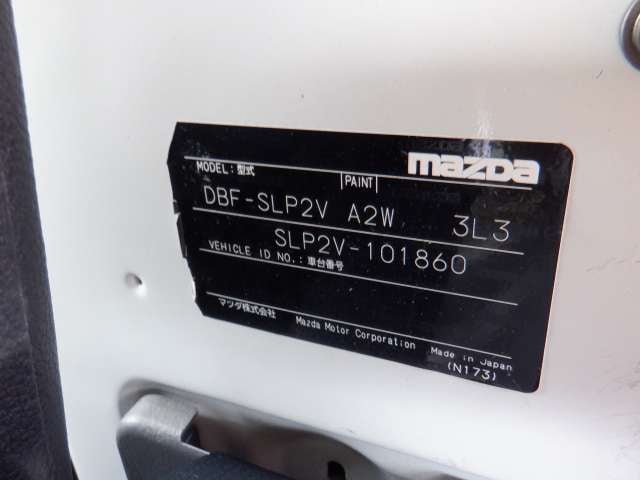 mazda
MODEL:型式 PAINT
DBF-SLP2V A2W 3L3
SLP2V-101860
VEHICLE ID NO.:車台番号
マツダ株式会社 Mazda Motor Corporation Made in Japan
(N173)